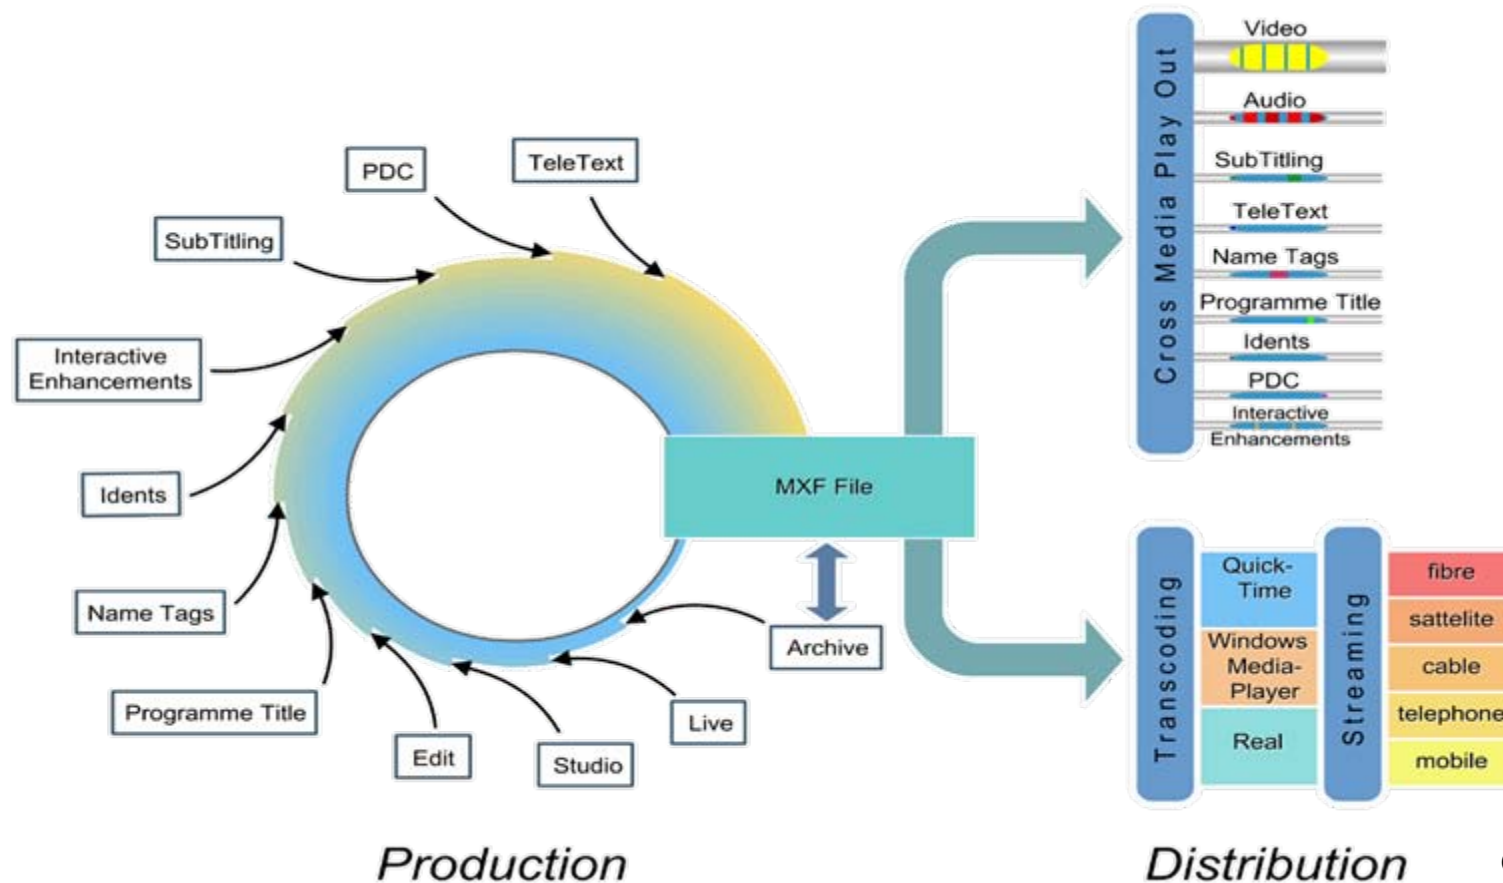 PDC
TeleText
SubTitling
Interactive
Enhancements
Idents
Name Tags
Programme Title
Edit
Studio
Live
Archive
MXF File
Production
Cross Media Play Out
Video
Audio
SubTitling
TeleText
Name Tags
Programme Title
Idents
PDC
Interactive
Enhancements
Transcoding
Quick-
Time
Windows
Media-
Player
Real
Streaming
fibre
sattelite
cable
telephone
mobile
Distribution